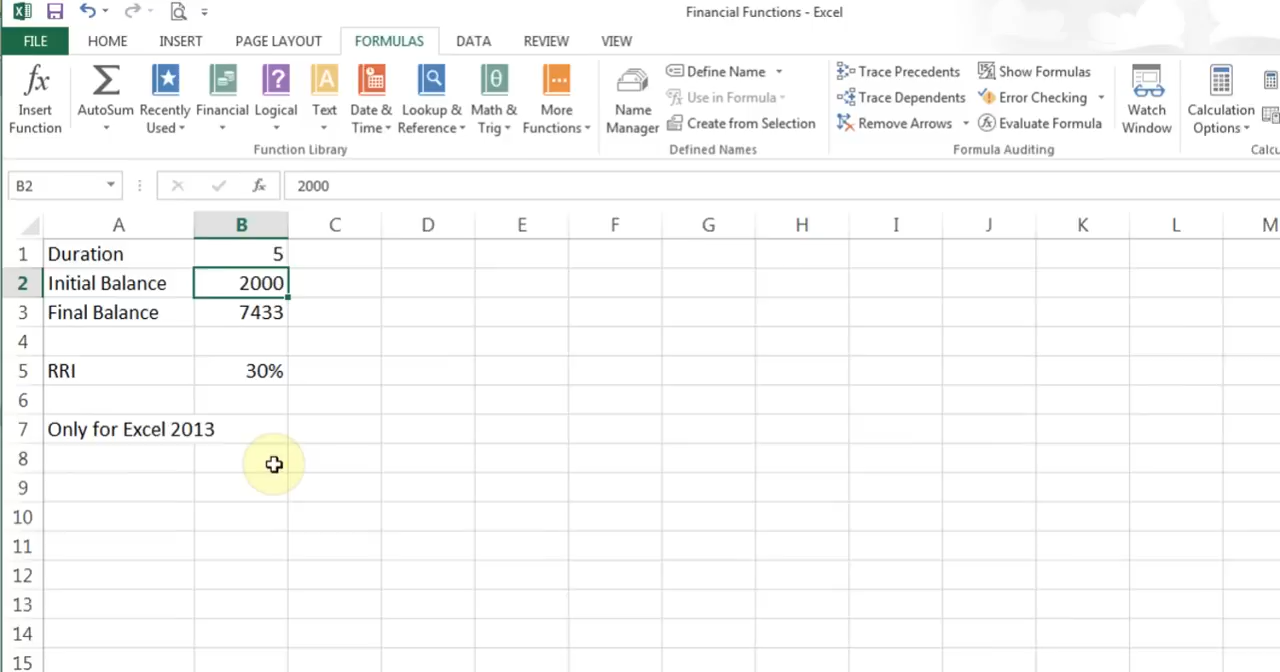 Financial Functions - Excel
FILE HOME INSERT PAGE LAYOUT FORMULAS DATA REVIEW VIEW
fx Insert Function
AutoSum
Recently Used
Financial
Logical
Text
Date & Time
Lookup & Reference
Math & Trig
More Functions
Function Library
Name Manager
Define Name
Use in Formula
Create from Selection
Defined Names
Trace Precedents
Trace Dependents
Remove Arrows
Show Formulas
Error Checking
Evaluate Formula
Formula Auditing
Watch Window
Calculation Options
Calcu
B2 fx 2000
A B C D E F G H I J K L M
1 Duration 5
2 Initial Balance 2000
3 Final Balance 7433
4
5 RRI 30%
6
7 Only for Excel 2013
8
9
10
11
12
13
14
15